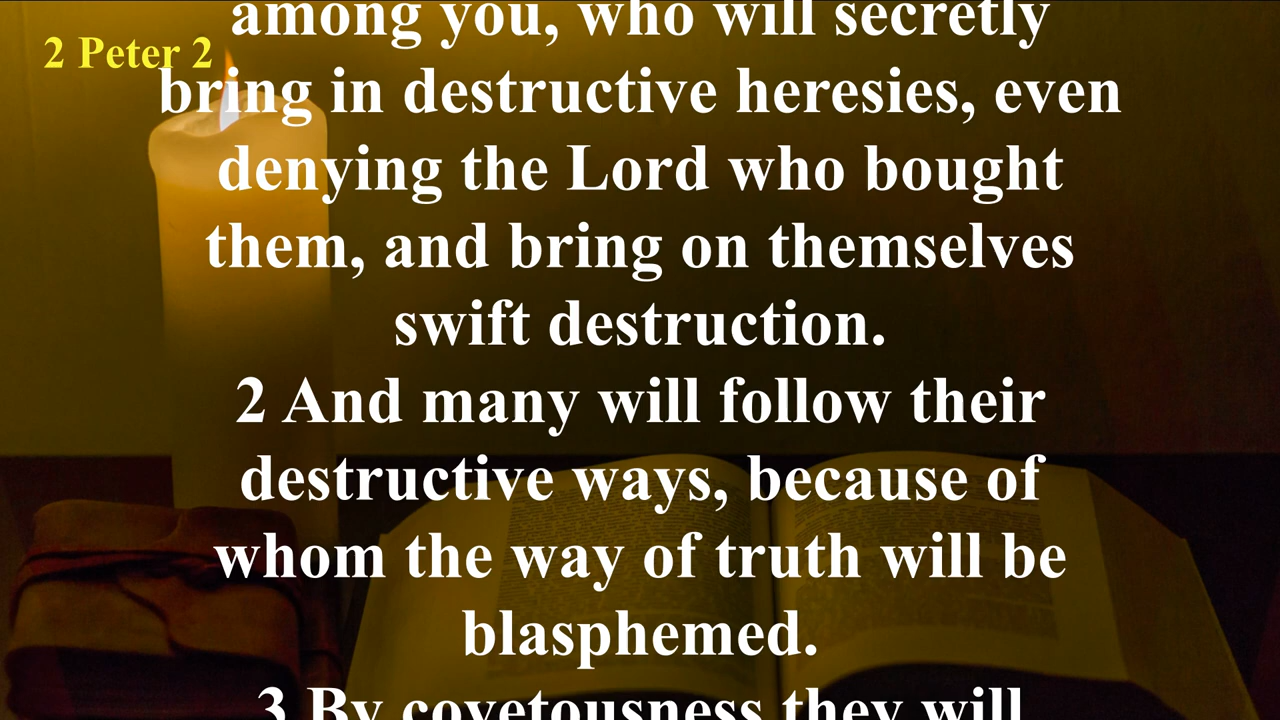 among you, who will secretly
2 Peter 2
bring in destructive heresies, even
denying the Lord who bought
them, and bring on themselves
swift destruction.
2 And many will follow their
destructive ways, because of
whom the way of truth will be
blasphemed.
3 By covetousness they will